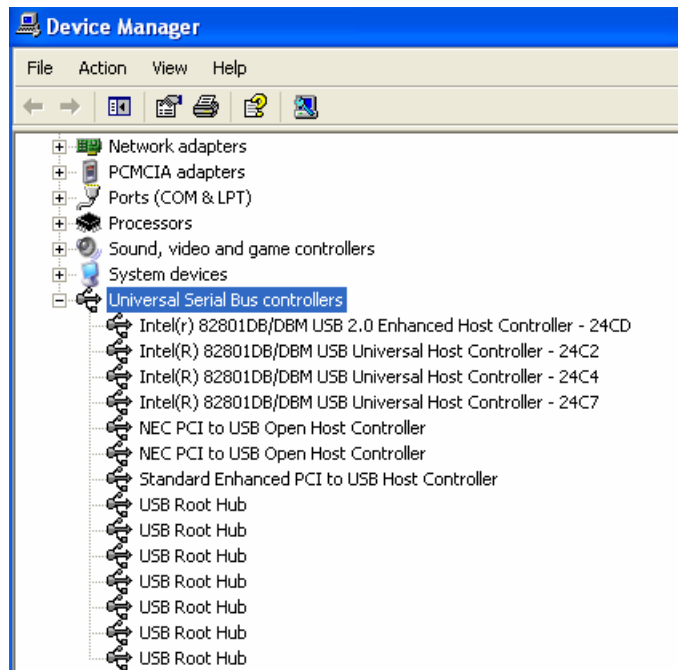 Device Manager
File Action View Help
Network adapters
PCMCIA adapters
Ports (COM & LPT)
Processors
Sound, video and game controllers
System devices
Universal Serial Bus controllers
Intel(r) 82801DB/DBM USB 2.0 Enhanced Host Controller - 24CD
Intel(R) 82801DB/DBM USB Universal Host Controller - 24C2
Intel(R) 82801DB/DBM USB Universal Host Controller - 24C4
Intel(R) 82801DB/DBM USB Universal Host Controller - 24C7
NEC PCI to USB Open Host Controller
NEC PCI to USB Open Host Controller
Standard Enhanced PCI to USB Host Controller
USB Root Hub
USB Root Hub
USB Root Hub
USB Root Hub
USB Root Hub
USB Root Hub
USB Root Hub